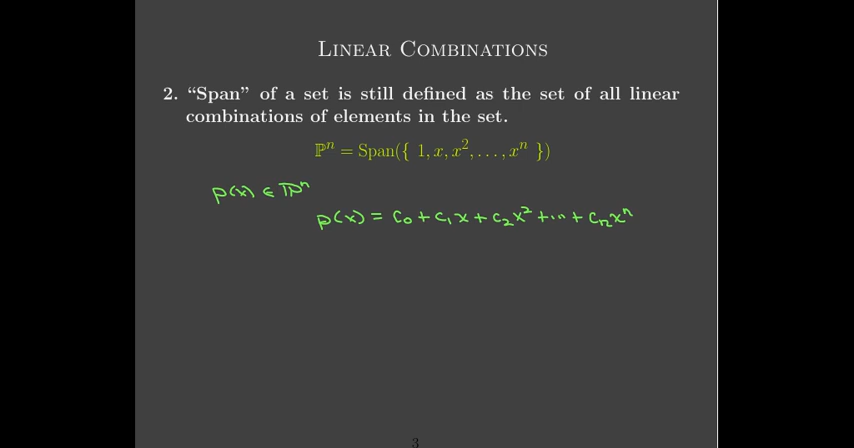 LINEAR COMBINATIONS
2. “Span” of a set is still defined as the set of all linear
combinations of elements in the set.
ℙⁿ = Span({ 1, x, x², . . . , xⁿ })
p(x) ∈ ℙⁿ
p(x) = c₀ + c₁x + c₂x² + ... + cₙxⁿ
3